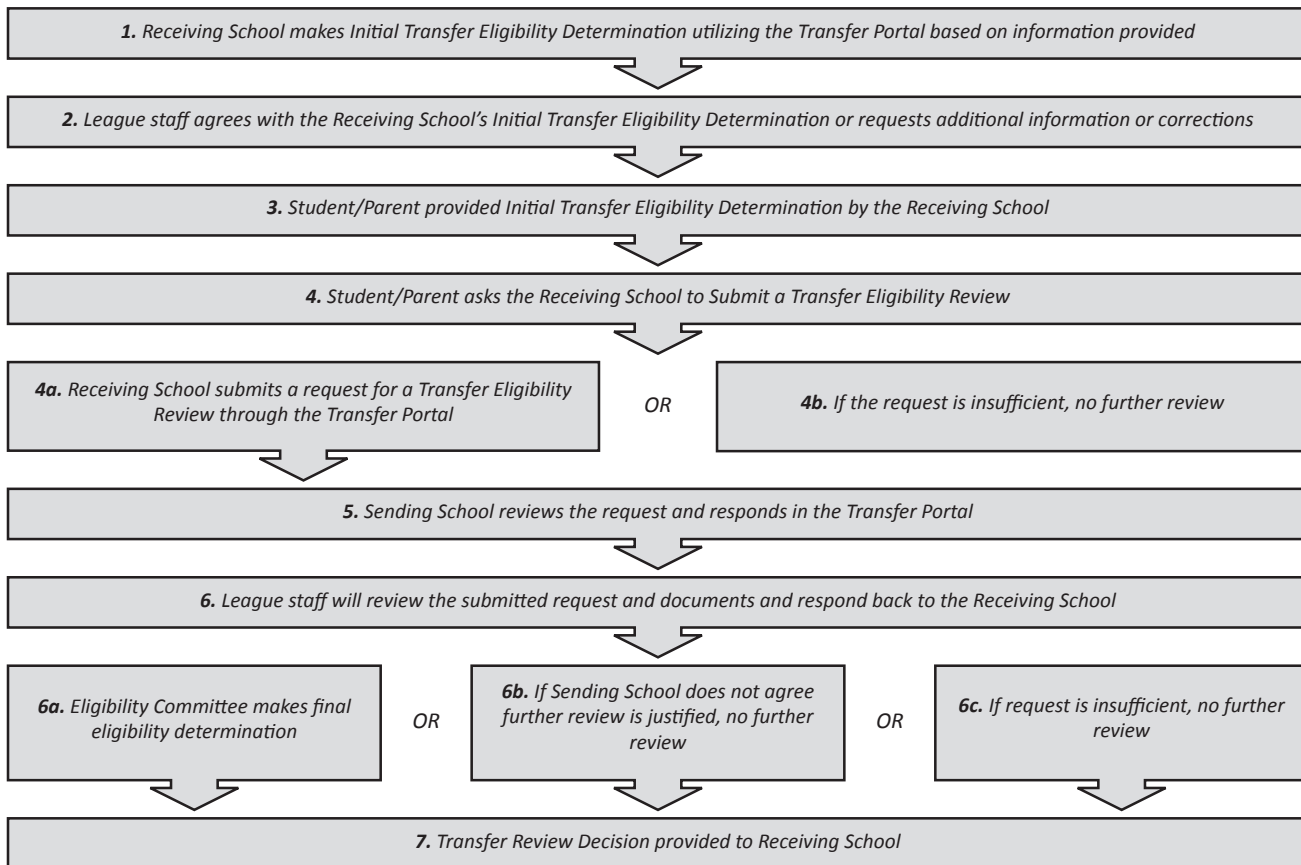 1. Receiving School makes Initial Transfer Eligibility Determination utilizing the Transfer Portal based on information provided
2. League staff agrees with the Receiving School’s Initial Transfer Eligibility Determination or requests additional information or corrections
3. Student/Parent provided Initial Transfer Eligibility Determination by the Receiving School
4. Student/Parent asks the Receiving School to Submit a Transfer Eligibility Review
4a. Receiving School submits a request for a Transfer Eligibility
Review through the Transfer Portal
OR
4b. If the request is insufficient, no further review
5. Sending School reviews the request and responds in the Transfer Portal
6. League staff will review the submitted request and documents and respond back to the Receiving School
6a. Eligibility Committee makes final
eligibility determination
OR
6b. If Sending School does not agree
further review is justified, no further
review
OR
6c. If request is insufficient, no further
review
7. Transfer Review Decision provided to Receiving School